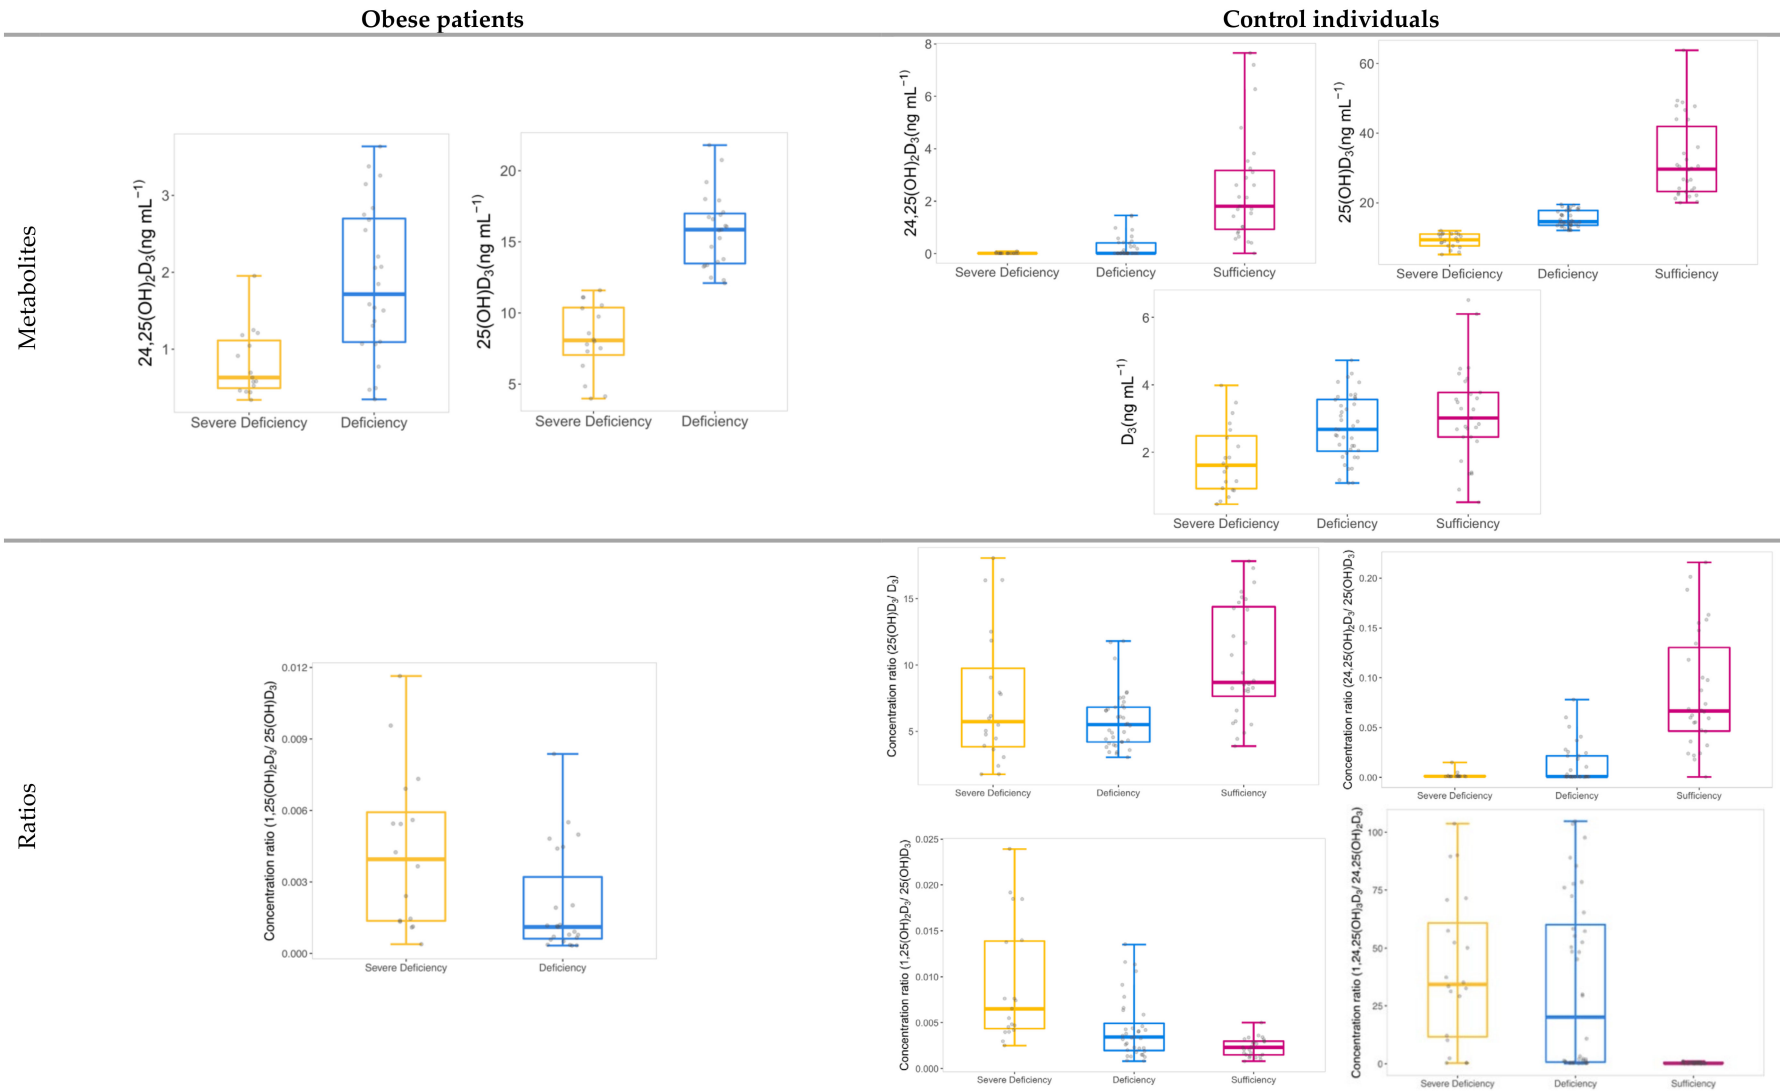 Obese patients
Control individuals
Metabolites
24,25(OH)₂D₃(ng mL⁻¹)
3
2
1
Severe Deficiency
Deficiency
25(OH)D₃(ng mL⁻¹)
20
15
10
5
Severe Deficiency
Deficiency
24,25(OH)₂D₃(ng mL⁻¹)
8
6
4
2
0
Severe Deficiency
Deficiency
Sufficiency
25(OH)D₃(ng mL⁻¹)
60
40
20
Severe Deficiency
Deficiency
Sufficiency
D₃(ng mL⁻¹)
6
4
2
Severe Deficiency
Deficiency
Sufficiency
Ratios
Concentration ratio (1,25(OH)₂D₃/ 25(OH)D₃)
0.012
0.009
0.006
0.003
0.000
Severe Deficiency
Deficiency
Concentration ratio (25(OH)D₃/ D₃)
15
10
5
Severe Deficiency
Deficiency
Sufficiency
Concentration ratio (24,25(OH)₂D₃/ 25(OH)D₃)
0.20
0.15
0.10
0.05
0.00
Severe Deficiency
Deficiency
Sufficiency
Concentration ratio (1,25(OH)₂D₃/ 25(OH)D₃)
0.025
0.020
0.015
0.010
0.005
0.000
Severe Deficiency
Deficiency
Sufficiency
Concentration ratio (1,24,25(OH)₃D₃/ 24,25(OH)₂D₃)
100
75
50
25
0
Severe Deficiency
Deficiency
Sufficiency